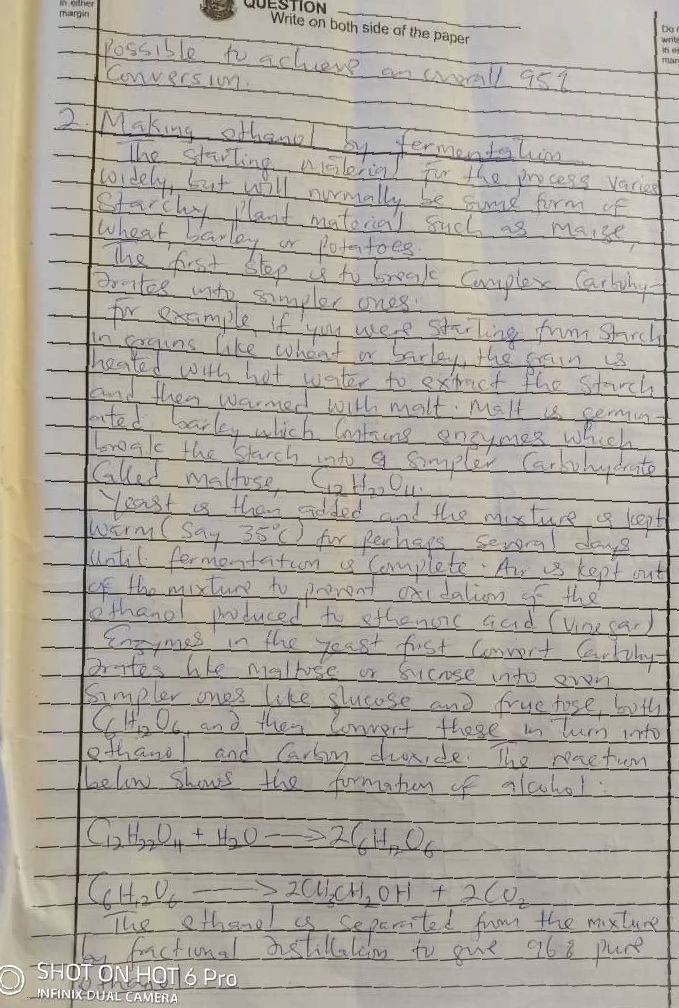 in either
margin
QUESTION
Write on both side of the paper
Do
write
in ei
mar
Possible to achieve an overall 95%
Conversion.
2. Making ethanol by fermentation
The starting material for the process varies
widely, but will normally be some form of
Starchy plant material such as maize,
wheat, barley or potatoes.
The first step is to break Complex Carbohy-
drates into simpler ones.
for example, if you were starting from Starch
in grains like wheat or barley, the grain is
heated with hot water to extract the starch
and then warmed with malt. Malt is germin-
ated barley which Contains enzymes which
break the starch into a simpler Carbohydrate
Called maltose, C12H22O11.
Yeast is then added and the mixture is kept
warm (say 35°C) for perhaps several days
until fermentation is complete. Air is kept out
of the mixture to prevent oxidation of the
ethanol produced to ethanoic acid (vinegar)
Enzymes in the yeast first Convert Carbohy-
drates like maltose or sucrose into even
Simpler ones like glucose and fructose, both
C6H12O6, and then Convert these in turn into
ethanol and Carbon dioxide. The reaction
below shows the formation of alcohol:
C12H22O11 + H2O —> 2C6H12O6
C6H12O6 —> 2CH3CH2OH + 2CO2
The ethanol is separated from the mixture
by fractional distillation to give 96% pure
SHOT ON HOT 6 Pro
INFINIX DUAL CAMERA